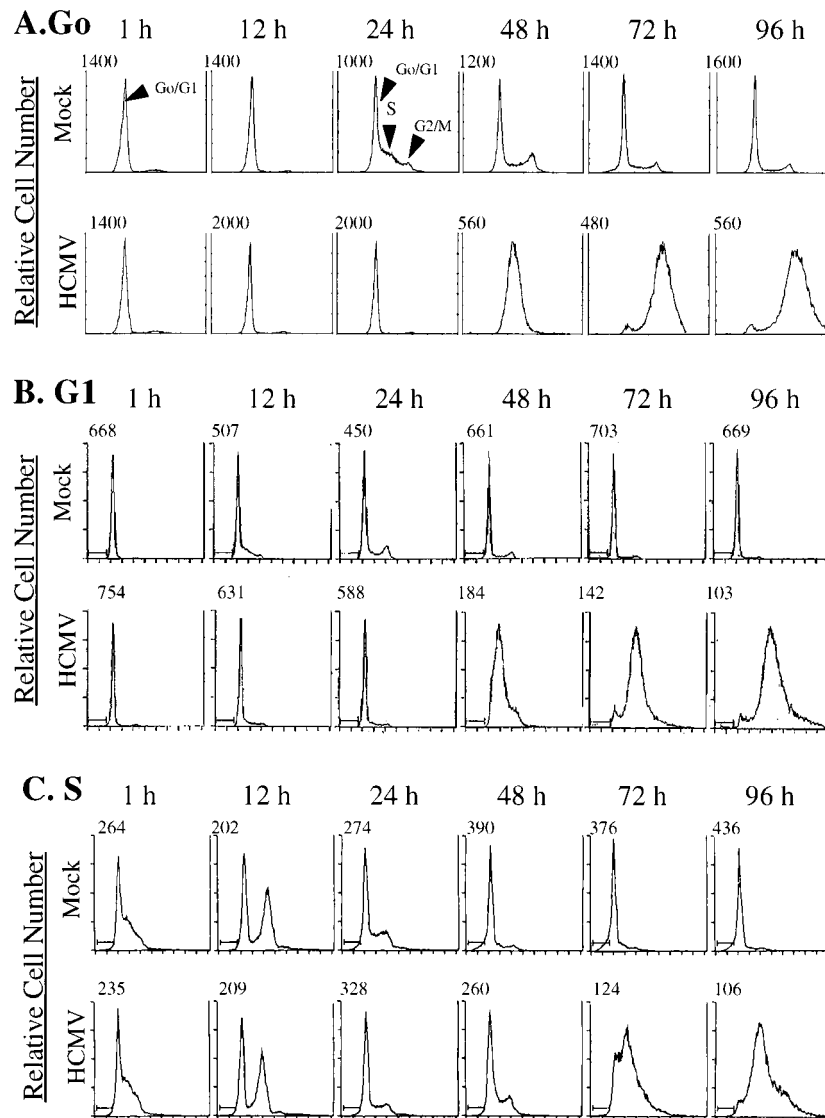 A.Go 1 h 12 h 24 h 48 h 72 h 96 h
Relative Cell Number
Mock
1400 1400 1000 1200 1400 1600
Go/G1
Go/G1
S
G2/M
HCMV
1400 2000 2000 560 480 560
B. G1 1 h 12 h 24 h 48 h 72 h 96 h
Relative Cell Number
Mock
668 507 450 661 703 669
HCMV
754 631 588 184 142 103
C. S 1 h 12 h 24 h 48 h 72 h 96 h
Relative Cell Number
Mock
264 202 274 390 376 436
HCMV
235 209 328 260 124 106